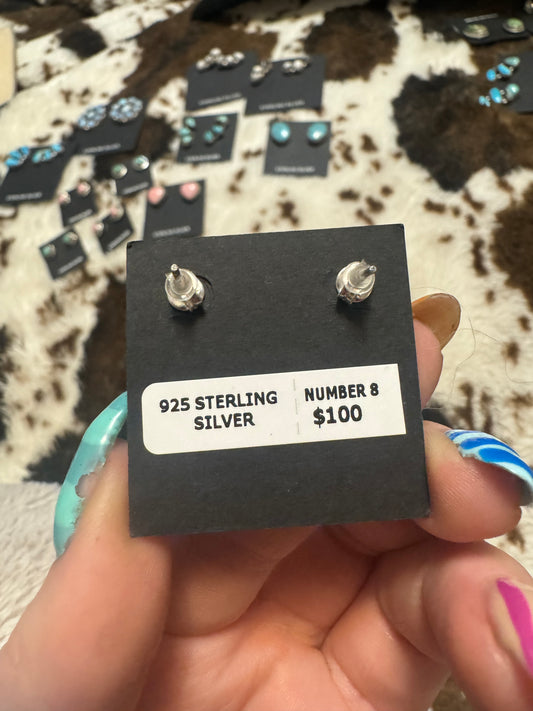 925 STERLING
SILVER
NUMBER 8
$100